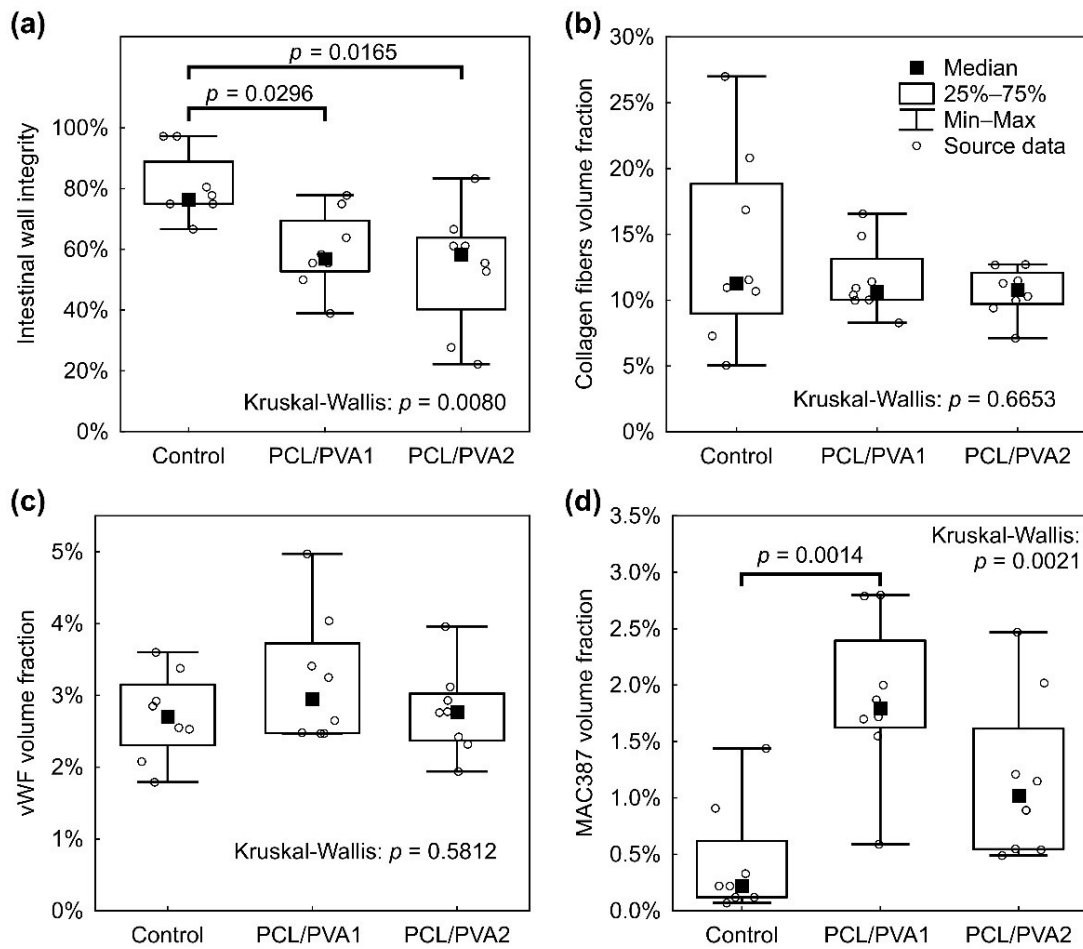 (a)
p = 0.0165
p = 0.0296
Intestinal wall integrity
100%
80%
60%
40%
20%
0%
Kruskal-Wallis: p = 0.0080
Control
PCL/PVA1
PCL/PVA2
(b)
Collagen fibers volume fraction
30%
25%
20%
15%
10%
5%
0%
Median
25%–75%
Min–Max
Source data
Kruskal-Wallis: p = 0.6653
Control
PCL/PVA1
PCL/PVA2
(c)
vWF volume fraction
5%
4%
3%
2%
1%
0%
Kruskal-Wallis: p = 0.5812
Control
PCL/PVA1
PCL/PVA2
(d)
MAC387 volume fraction
3.5%
3.0%
2.5%
2.0%
1.5%
1.0%
0.5%
0.0%
Kruskal-Wallis:
p = 0.0021
p = 0.0014
Control
PCL/PVA1
PCL/PVA2